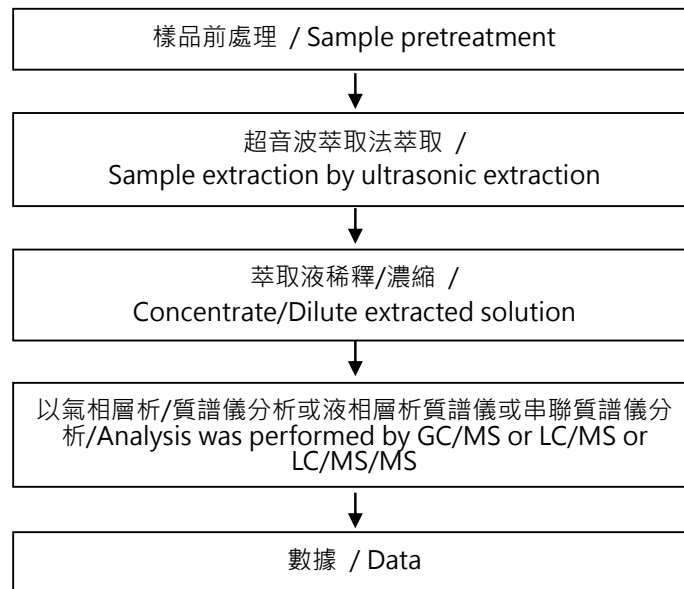 樣品前處理 / Sample pretreatment
超音波萃取法萃取 /
Sample extraction by ultrasonic extraction
萃取液稀釋/濃縮 /
Concentrate/Dilute extracted solution
以氣相層析/質譜儀分析或液相層析質譜儀或串聯質譜儀分
析/Analysis was performed by GC/MS or LC/MS or
LC/MS/MS
數據 / Data